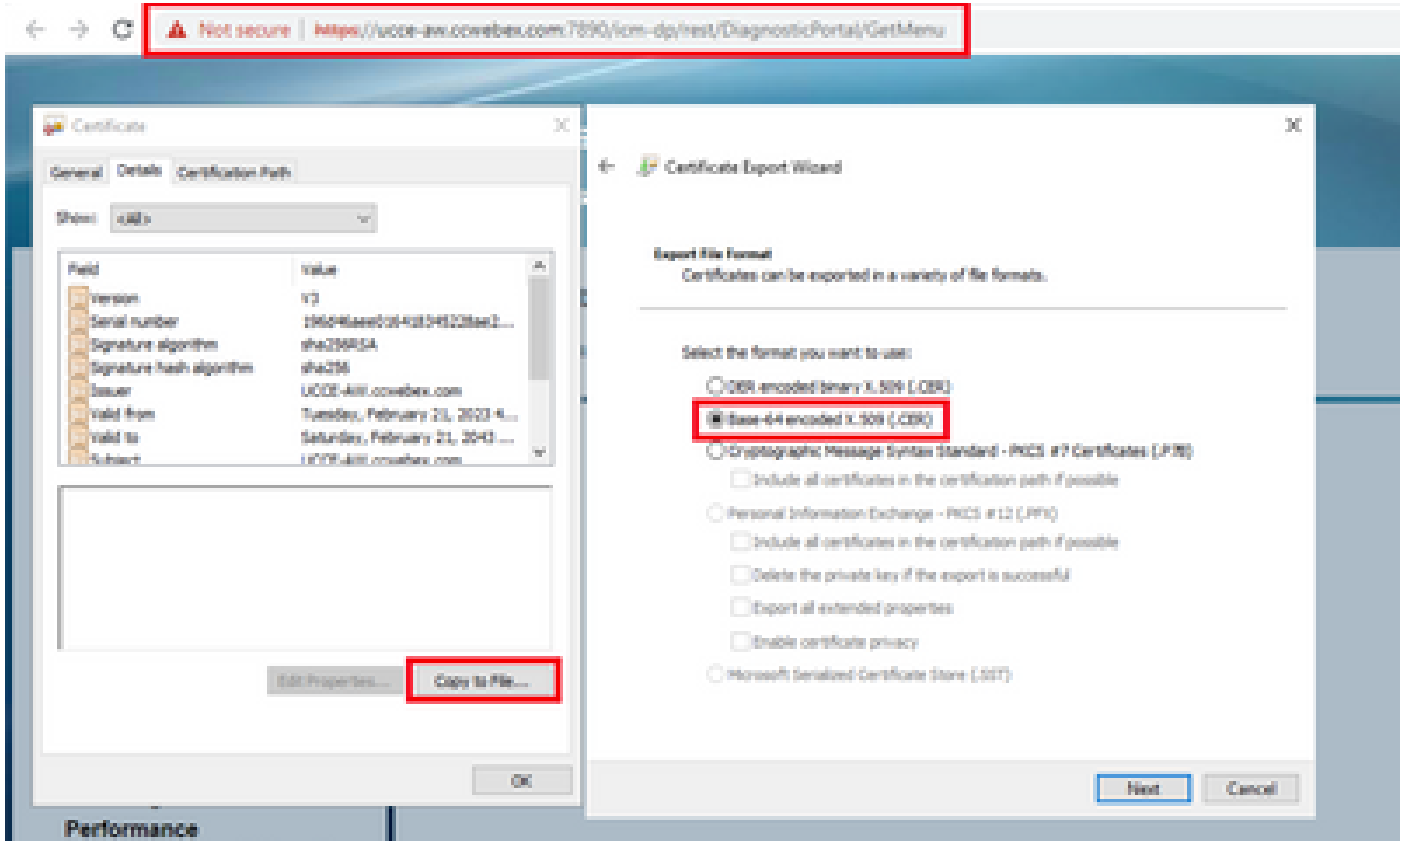 Not secure | https://ucce-aw.ccwebex.com:7890/icm-dp/rest/DiagnosticPortal/GetMenu
Certificate
General Details Certification Path
Show: <All>
Field Value
Version V3
Serial number
Signature algorithm sha256RSA
Signature hash algorithm sha256
Issuer UCCE-AW.ccwebex.com
Valid from Tuesday, February 21, 2023 4...
Valid to Saturday, February 21, 2043 ...
Subject UCCE-AW.ccwebex.com
Edit Properties... Copy to File...
OK
Performance
Certificate Export Wizard
Export File Format
Certificates can be exported in a variety of file formats.
Select the format you want to use:
DER encoded binary X.509 (.CER)
Base-64 encoded X.509 (.CER)
Cryptographic Message Syntax Standard - PKCS #7 Certificates (.P7B)
Include all certificates in the certification path if possible
Personal Information Exchange - PKCS #12 (.PFX)
Include all certificates in the certification path if possible
Delete the private key if the export is successful
Export all extended properties
Enable certificate privacy
Microsoft Serialized Certificate Store (.SST)
Next Cancel